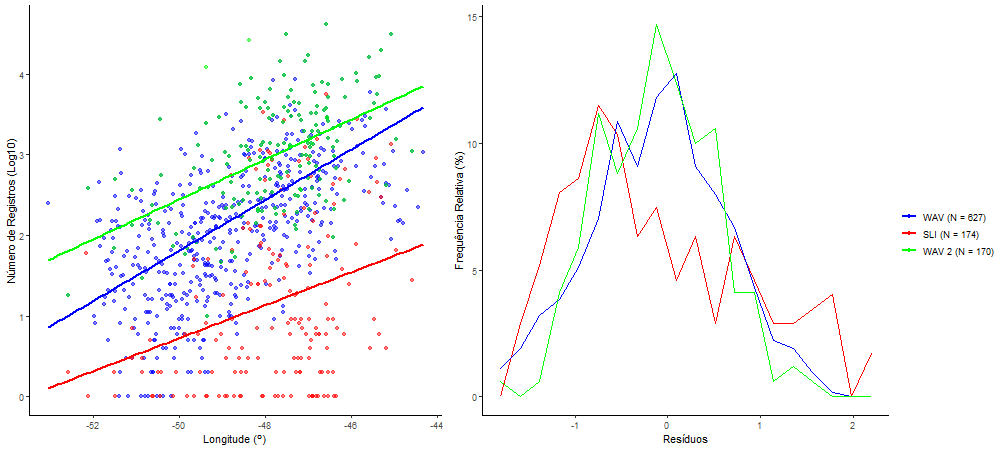 Número de Registros (Log10)
4
3
2
1
0
-52
-50
-48
-46
-44
Longitude (º)
Frequência Relativa (%)
15
10
5
0
-1
0
1
2
Resíduos
WAV (N = 627)
SLI (N = 174)
WAV 2 (N = 170)